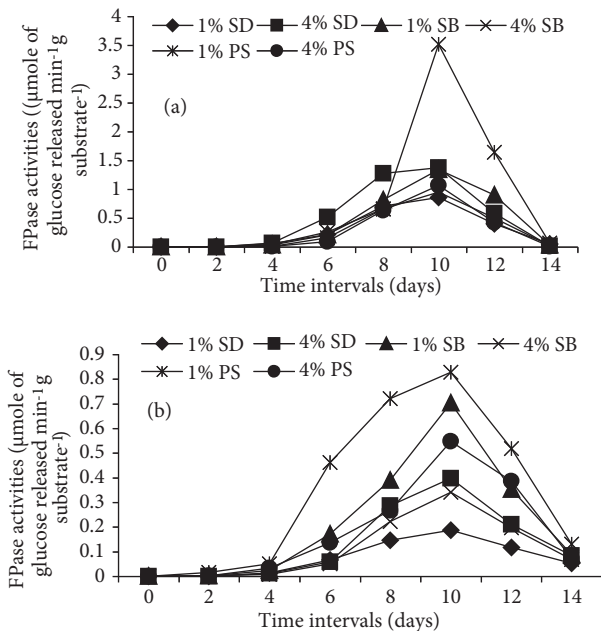 4
1% SD 4% SD 1% SB 4% SB
3.5
1% PS 4% PS
3
(a)
2.5
2
1.5
1
0.5
0
FPase activities ((µmole of
glucose released min-1 g
substrate-1)
0 2 4 6 8 10 12 14
Time intervals (days)
1% SD 4% SD 1% SB 4% SB
1% PS 4% PS
0.9
0.8
(b)
0.7
0.6
0.5
0.4
0.3
0.2
0.1
0
FPase activities (µmole of
glucose released min-1 g
substrate-1)
0 2 4 6 8 10 12 14
Time intervals (days)